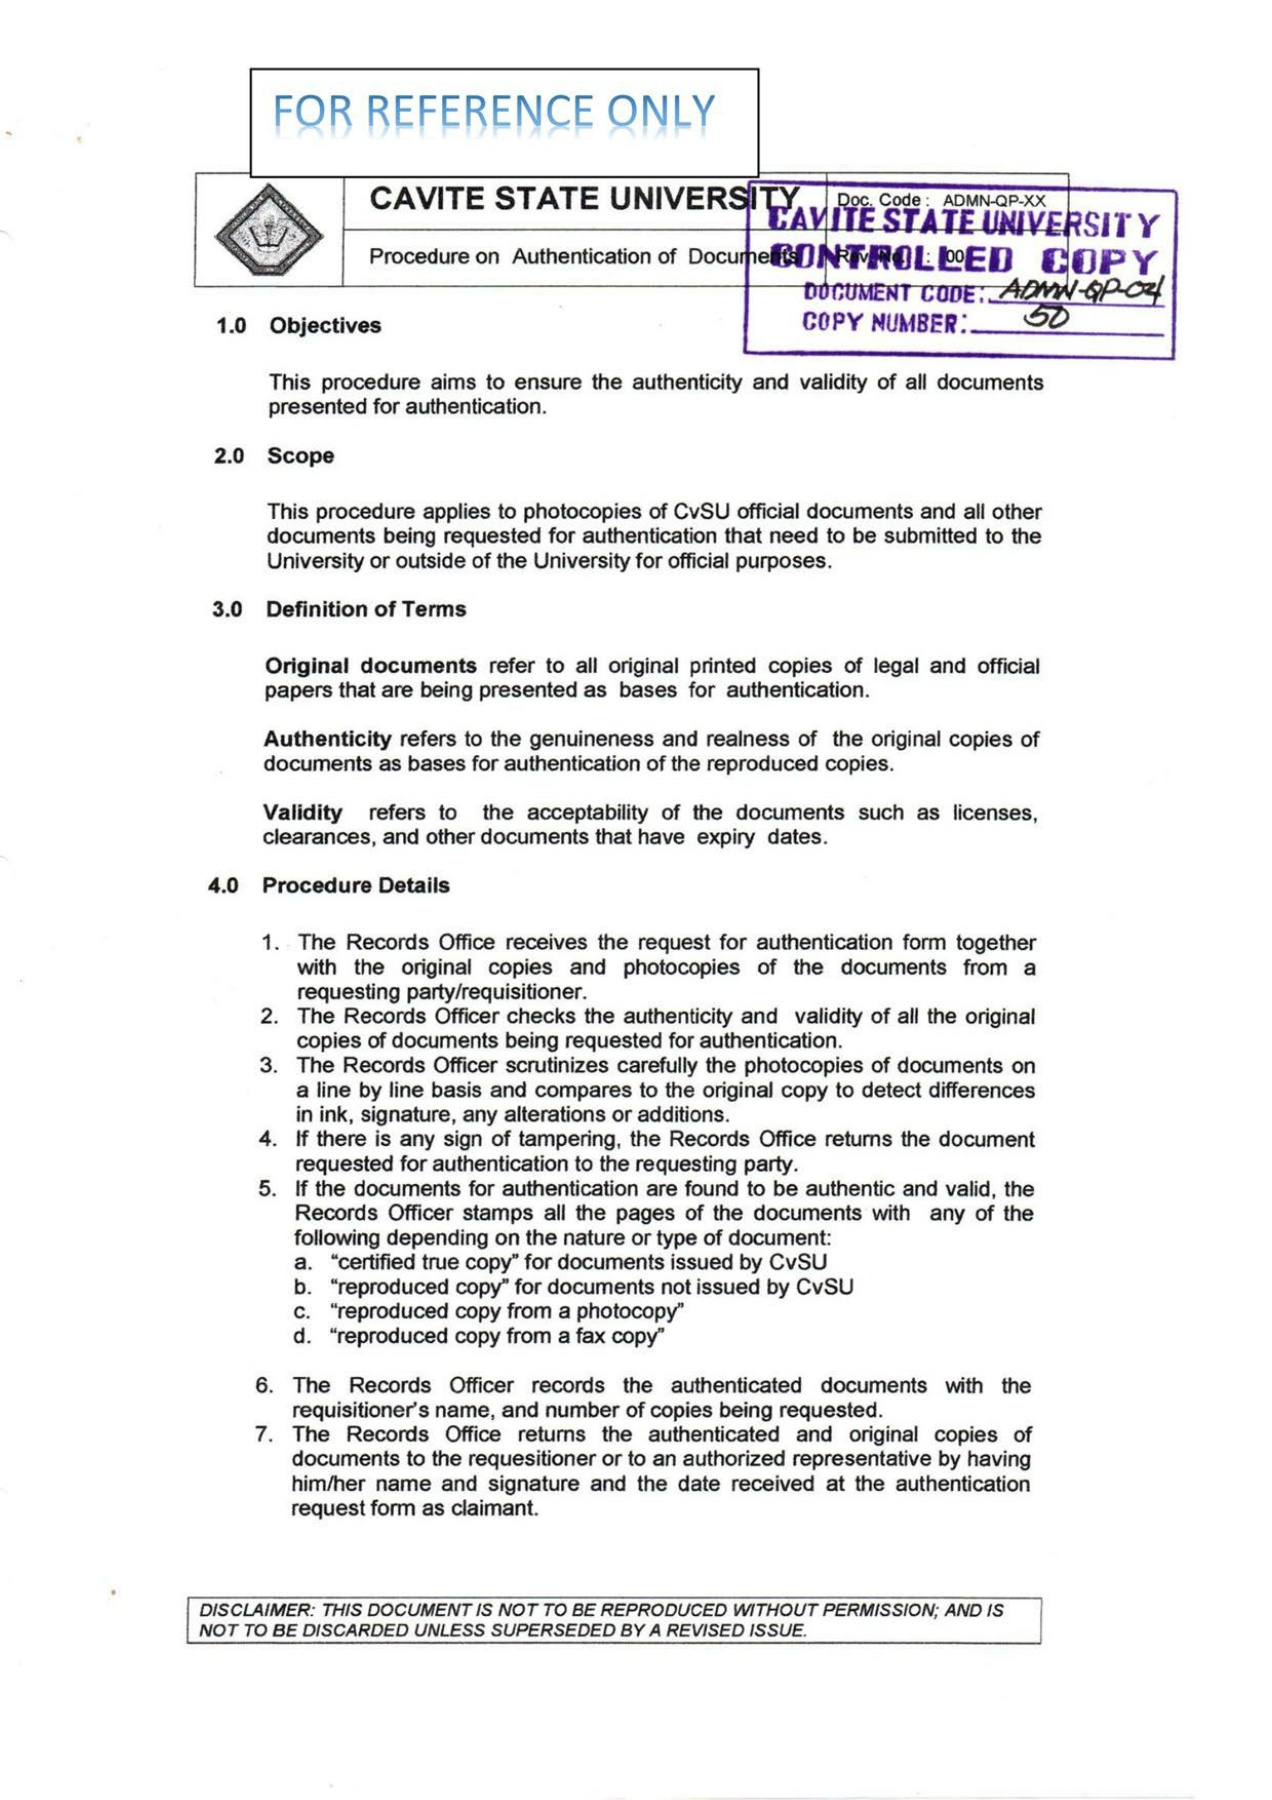 FOR REFERENCE ONLY
CAVITE STATE UNIVERSITY
Doc. Code : ADMN-QP-XX
Procedure on Authentication of Documents
Rev. No. : 00
CAVITE STATE UNIVERSITY
CONTROLLED COPY
DOCUMENT CODE: ADMN-QP-04
COPY NUMBER: 50
1.0 Objectives
This procedure aims to ensure the authenticity and validity of all documents
presented for authentication.
2.0 Scope
This procedure applies to photocopies of CvSU official documents and all other
documents being requested for authentication that need to be submitted to the
University or outside of the University for official purposes.
3.0 Definition of Terms
Original documents refer to all original printed copies of legal and official
papers that are being presented as bases for authentication.
Authenticity refers to the genuineness and realness of the original copies of
documents as bases for authentication of the reproduced copies.
Validity refers to the acceptability of the documents such as licenses,
clearances, and other documents that have expiry dates.
4.0 Procedure Details
1. The Records Office receives the request for authentication form together
with the original copies and photocopies of the documents from a
requesting party/requisitioner.
2. The Records Officer checks the authenticity and validity of all the original
copies of documents being requested for authentication.
3. The Records Officer scrutinizes carefully the photocopies of documents on
a line by line basis and compares to the original copy to detect differences
in ink, signature, any alterations or additions.
4. If there is any sign of tampering, the Records Office returns the document
requested for authentication to the requesting party.
5. If the documents for authentication are found to be authentic and valid, the
Records Officer stamps all the pages of the documents with any of the
following depending on the nature or type of document:
a. “certified true copy” for documents issued by CvSU
b. “reproduced copy” for documents not issued by CvSU
c. “reproduced copy from a photocopy”
d. “reproduced copy from a fax copy”
6. The Records Officer records the authenticated documents with the
requisitioner's name, and number of copies being requested.
7. The Records Office returns the authenticated and original copies of
documents to the requesitioner or to an authorized representative by having
him/her name and signature and the date received at the authentication
request form as claimant.
DISCLAIMER: THIS DOCUMENT IS NOT TO BE REPRODUCED WITHOUT PERMISSION; AND IS
NOT TO BE DISCARDED UNLESS SUPERSEDED BY A REVISED ISSUE.